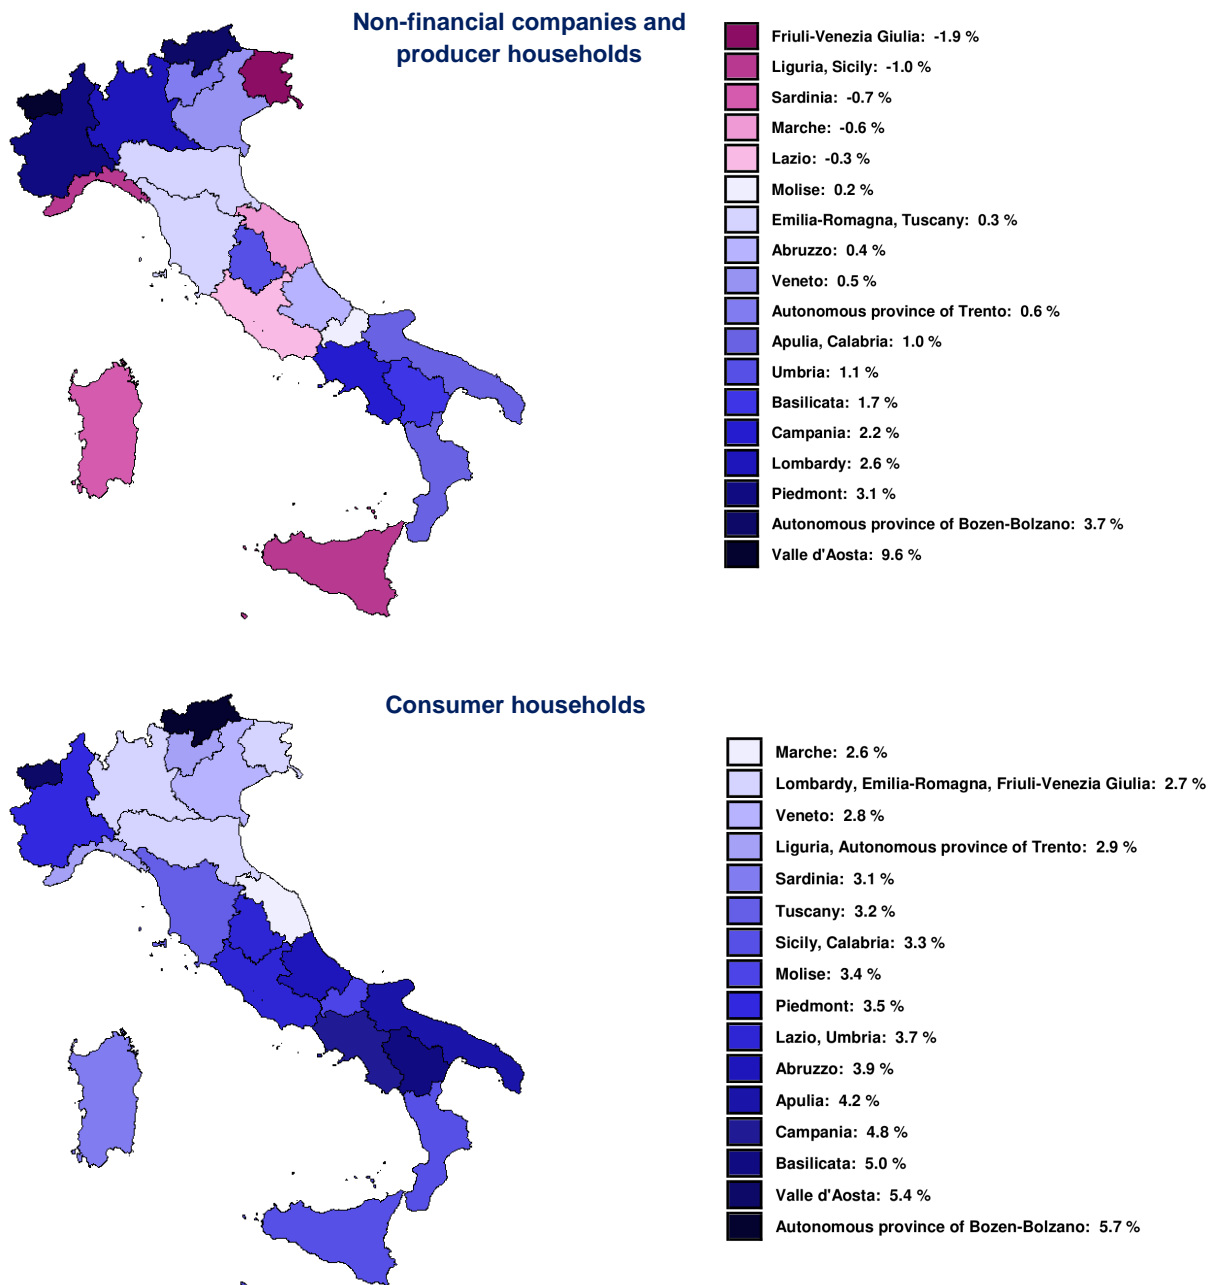 Non-financial companies and
producer households
Friuli-Venezia Giulia: -1.9 %
Liguria, Sicily: -1.0 %
Sardinia: -0.7 %
Marche: -0.6 %
Lazio: -0.3 %
Molise: 0.2 %
Emilia-Romagna, Tuscany: 0.3 %
Abruzzo: 0.4 %
Veneto: 0.5 %
Autonomous province of Trento: 0.6 %
Apulia, Calabria: 1.0 %
Umbria: 1.1 %
Basilicata: 1.7 %
Campania: 2.2 %
Lombardy: 2.6 %
Piedmont: 3.1 %
Autonomous province of Bozen-Bolzano: 3.7 %
Valle d'Aosta: 9.6 %
Consumer households
Marche: 2.6 %
Lombardy, Emilia-Romagna, Friuli-Venezia Giulia: 2.7 %
Veneto: 2.8 %
Liguria, Autonomous province of Trento: 2.9 %
Sardinia: 3.1 %
Tuscany: 3.2 %
Sicily, Calabria: 3.3 %
Molise: 3.4 %
Piedmont: 3.5 %
Lazio, Umbria: 3.7 %
Abruzzo: 3.9 %
Apulia: 4.2 %
Campania: 4.8 %
Basilicata: 5.0 %
Valle d'Aosta: 5.4 %
Autonomous province of Bozen-Bolzano: 5.7 %